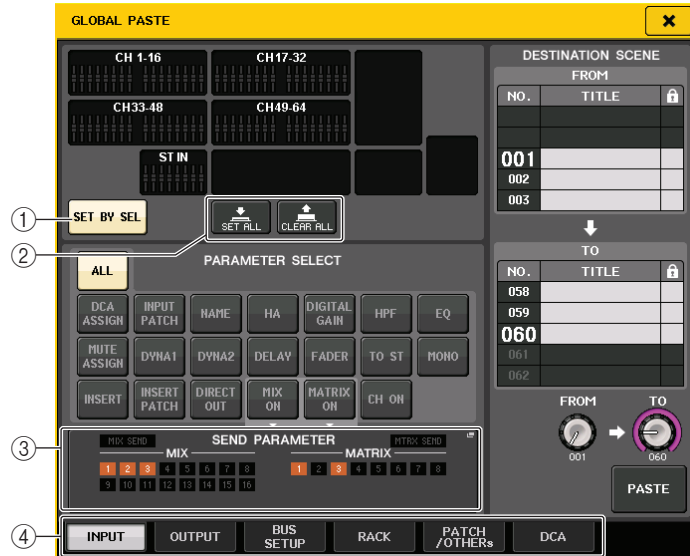 GLOBAL PASTE
CH 1-16
CH17-32
CH33-48
CH49-64
ST IN
① SET BY SEL
② SET ALL
CLEAR ALL
ALL
PARAMETER SELECT
DCA ASSIGN
INPUT PATCH
NAME
HA
DIGITAL GAIN
HPF
EQ
MUTE ASSIGN
DYNA1
DYNA2
DELAY
FADER
TO ST
MONO
INSERT
INSERT PATCH
DIRECT OUT
MIX ON
MATRIX ON
CH ON
③
MIX SEND
SEND PARAMETER
MTRX SEND
MIX
MATRIX
1 2 3 4 5 6 7 8
1 2 3 4 5 6 7 8
9 10 11 12 13 14 15 16
④
INPUT
OUTPUT
BUS SETUP
RACK
PATCH /OTHERs
DCA
DESTINATION SCENE
FROM
NO. TITLE
001
002
003
TO
NO. TITLE
058
059
060
061
062
FROM TO
001 060
PASTE